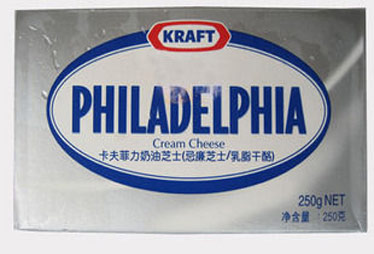 KRAFT
PHILADELPHIA
Cream Cheese
卡夫菲力奶油芝士(忌廉芝士/乳脂干酪)
250g NET
净含量：250克